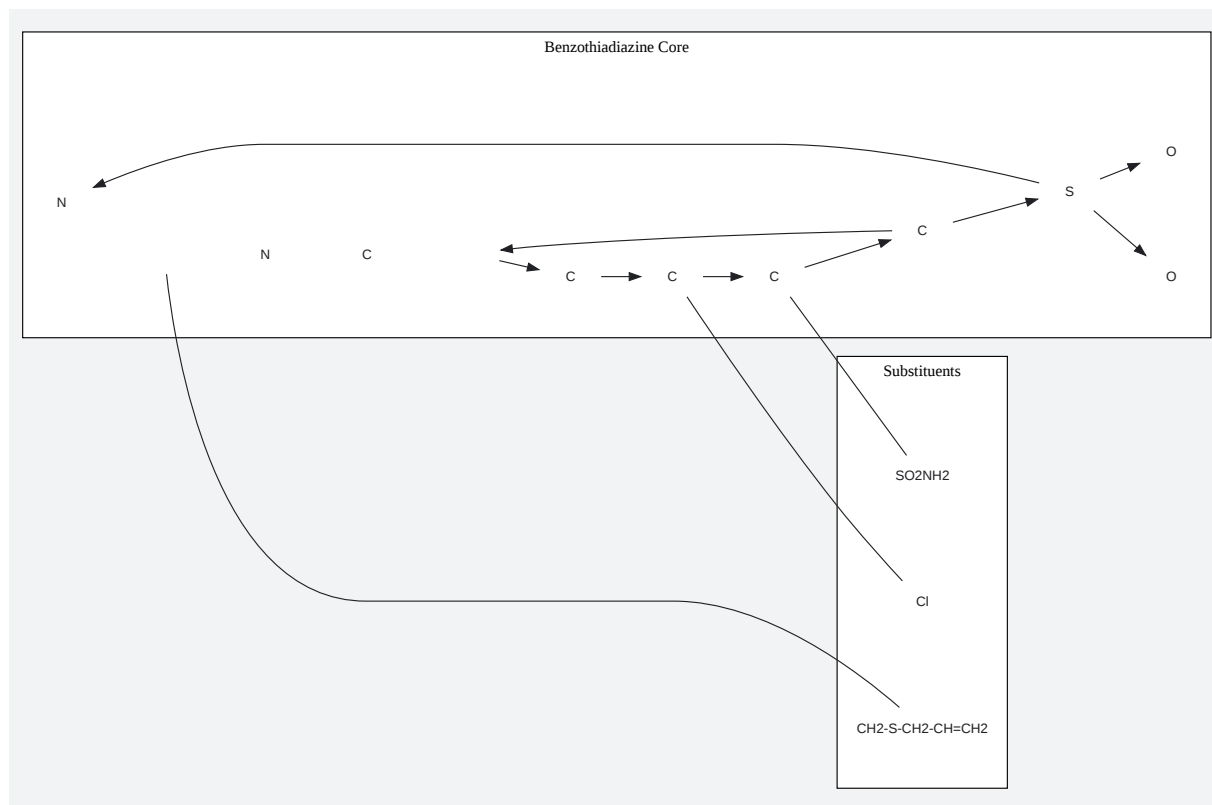 Benzothiadiazine Core
O
S
N
C
N
C
C
C
C
O
Substituents
SO2NH2
Cl
CH2-S-CH2-CH=CH2